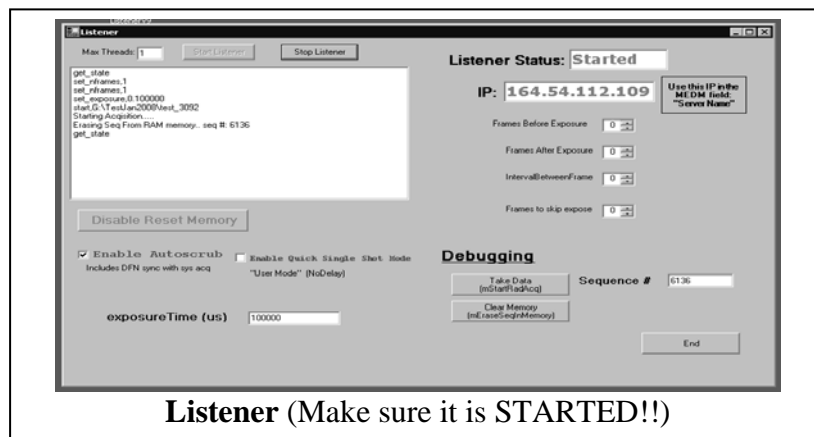 Listener
Max Threads: 1
Start Listener
Stop Listener
get_state
set_nframes,1
set_nframes,1
set_exposure,0.100000
start,G:\TestJan2008\test_3092
Starting Acqisition.....
Erasing Seq From RAM memory.. seq #: 6136
get_state
Disable Reset Memory
Enable Autoscrub
Includes DFN sync with sys acq
Enable Quick Single Shot Mode
"User Mode" (NoDelay)
exposureTime (us) 100000
Listener Status: Started
IP: 164.54.112.109
Use this IP in the
MEDM field:
"Server Name"
Frames Before Exposure 0
Frames After Exposure 0
IntervalBetweenFrame 0
Frames to skip expose 0
Debugging
Take Data
(mStartRadAcq)
Sequence # 6136
Clear Memory
(mEraseSeqInMemory)
End
Listener (Make sure it is STARTED!!)